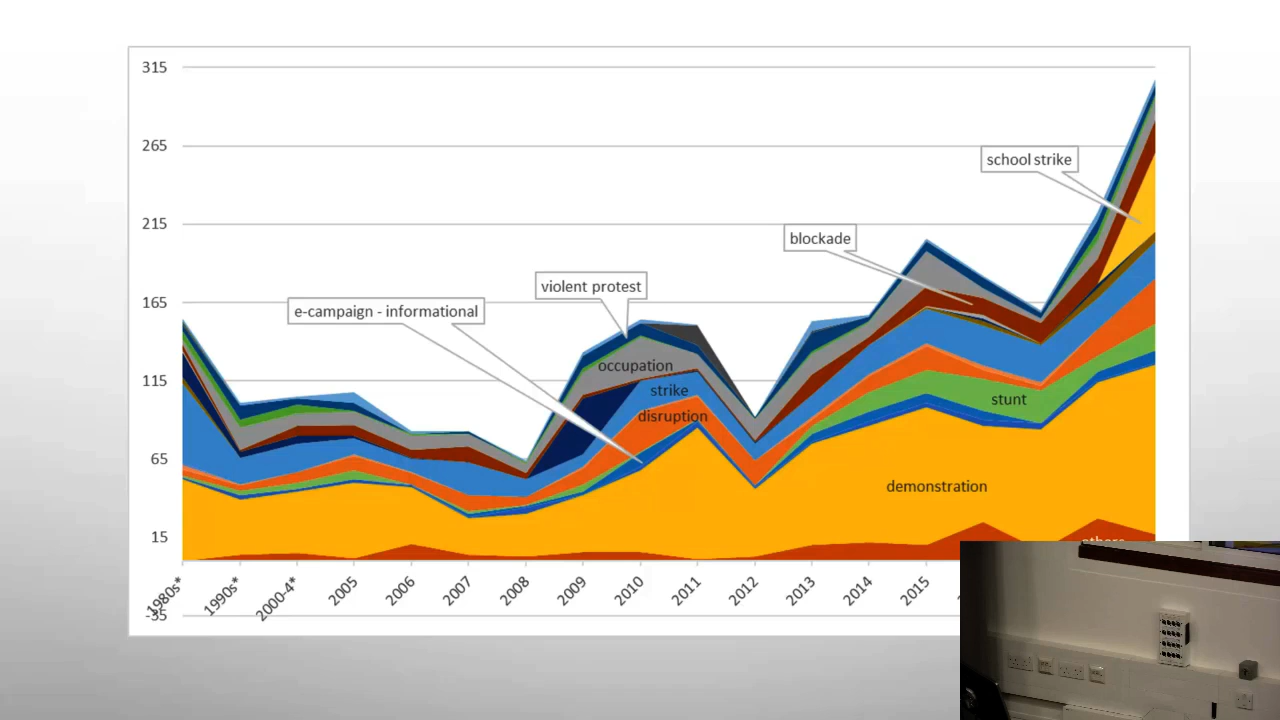 315
265
215
165
115
65
15
-35
school strike
blockade
violent protest
e-campaign - informational
occupation
strike
disruption
stunt
demonstration
1980s*
1990s*
2000-4*
2005
2006
2007
2008
2009
2010
2011
2012
2013
2014
2015